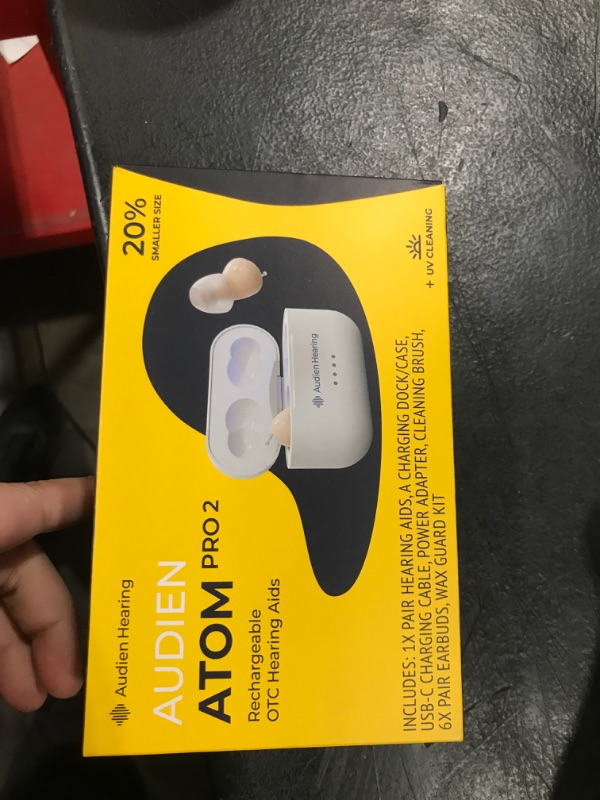 Audien Hearing
AUDIEN
ATOM PRO 2
Rechargeable
OTC Hearing Aids
20%
SMALLER SIZE
Audien Hearing
+ UV CLEANING
INCLUDES: 1X PAIR HEARING AIDS, A CHARGING DOCK/CASE,
USB-C CHARGING CABLE, POWER ADAPTER, CLEANING BRUSH,
6X PAIR EARBUDS, WAX GUARD KIT